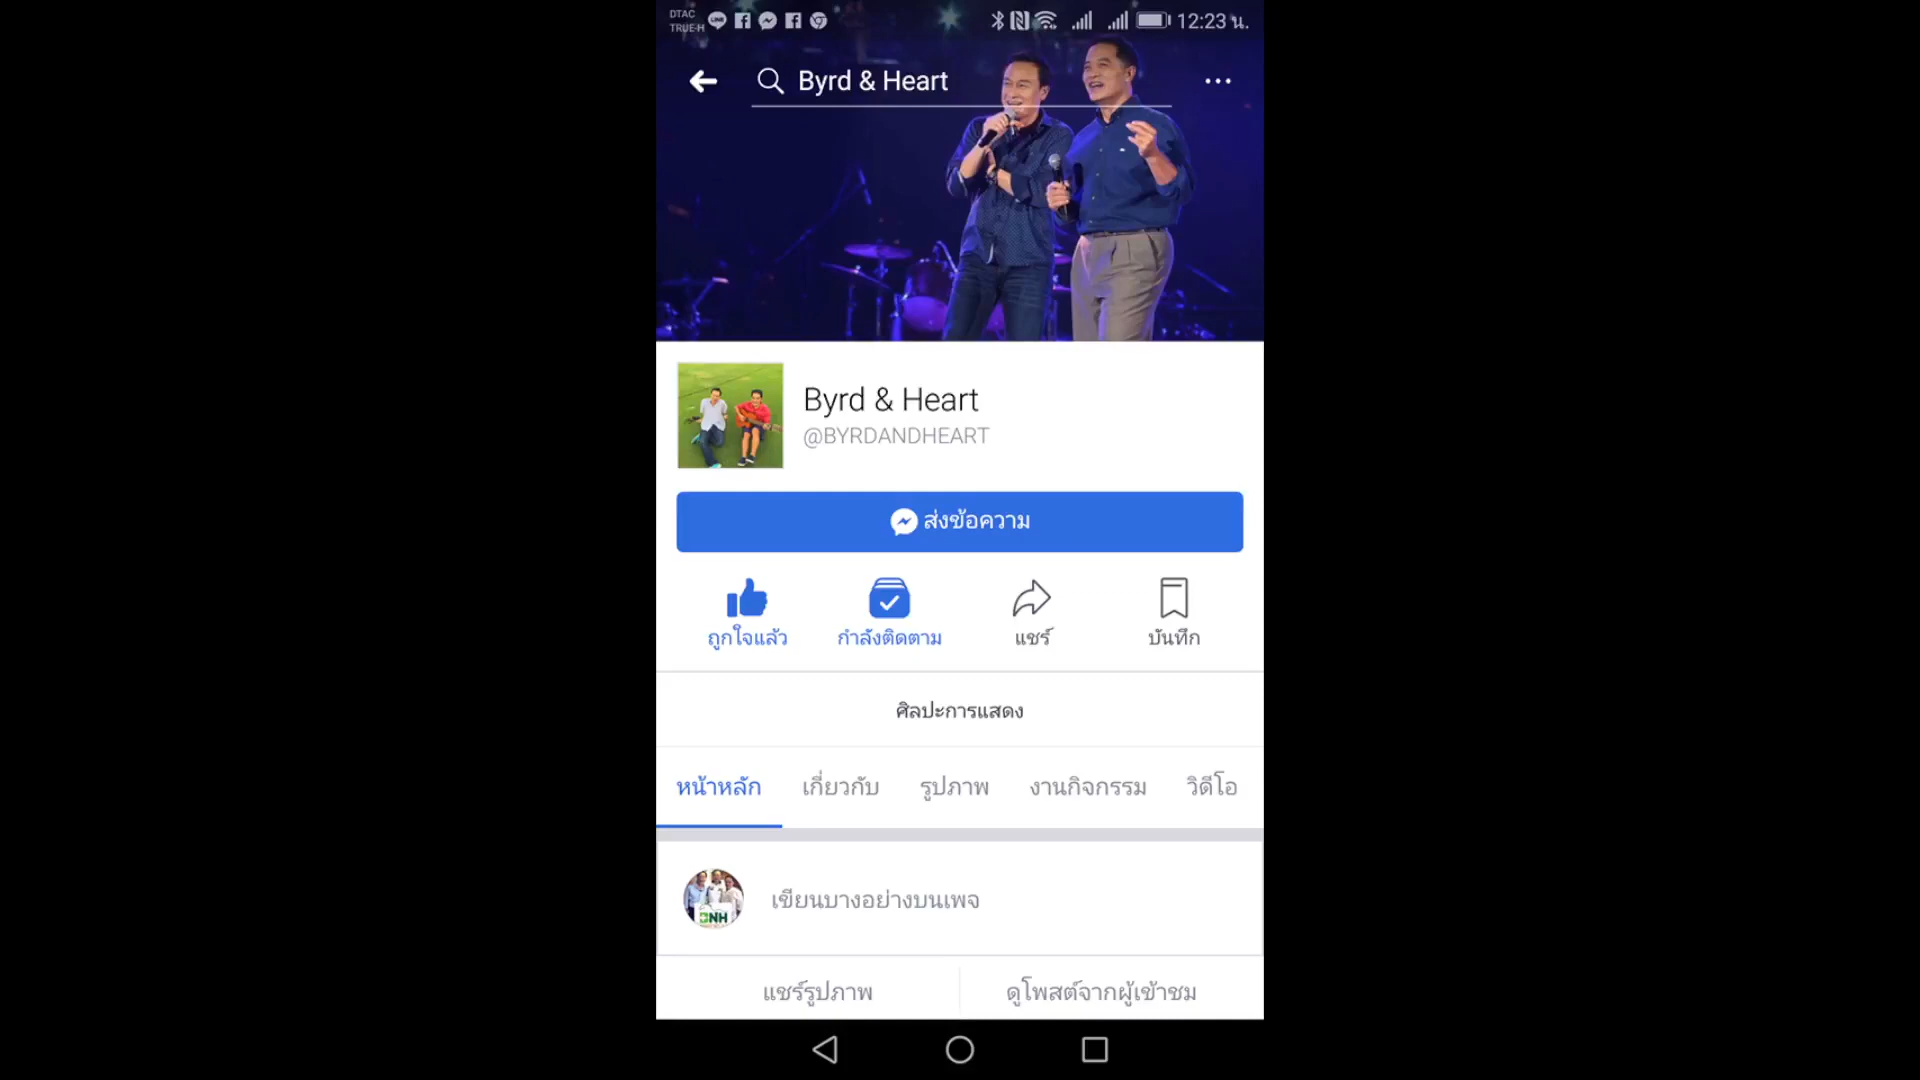 DTAC
TRUE-H
12:23 น.
Byrd & Heart
Byrd & Heart
@BYRDANDHEART
ส่งข้อความ
ถูกใจแล้ว กำลังติดตาม แชร์ บันทึก
ศิลปะการแสดง
หน้าหลัก เกี่ยวกับ รูปภาพ งานกิจกรรม วิดีโอ
BNH
เขียนบางอย่างบนเพจ
แชร์รูปภาพ ดูโพสต์จากผู้เข้าชม